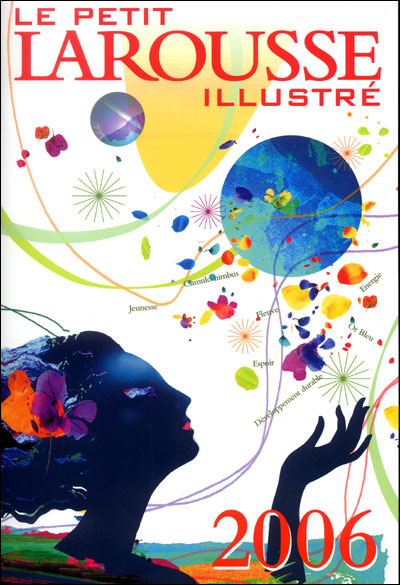 LE PETIT
LAROUSSE
ILLUSTRÉ
Cumulonimbus
Jeunesse
Énergie
Fleuve
Or Bleu
Espoir
Développement durable
2006